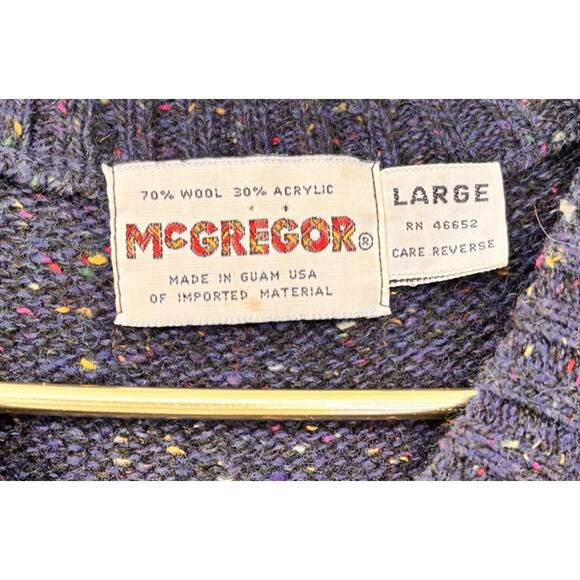 70% WOOL 30% ACRYLIC
McGREGOR®
MADE IN GUAM USA
OF IMPORTED MATERIAL
LARGE
RN 46652
CARE REVERSE